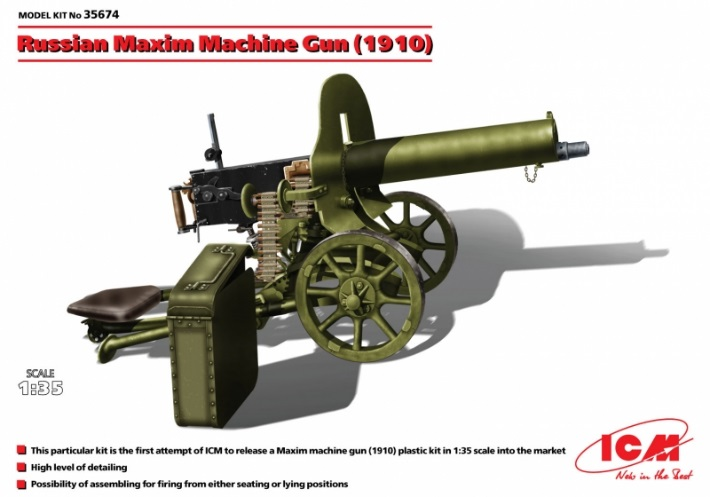 MODEL KIT No 35674
Russian Maxim Machine Gun (1910)
SCALE
1:35
This particular kit is the first attempt of ICM to release a Maxim machine gun (1910) plastic kit in 1:35 scale into the market
High level of detailing
Possibility of assembling for firing from either seating or lying positions
ICM
New in the Best